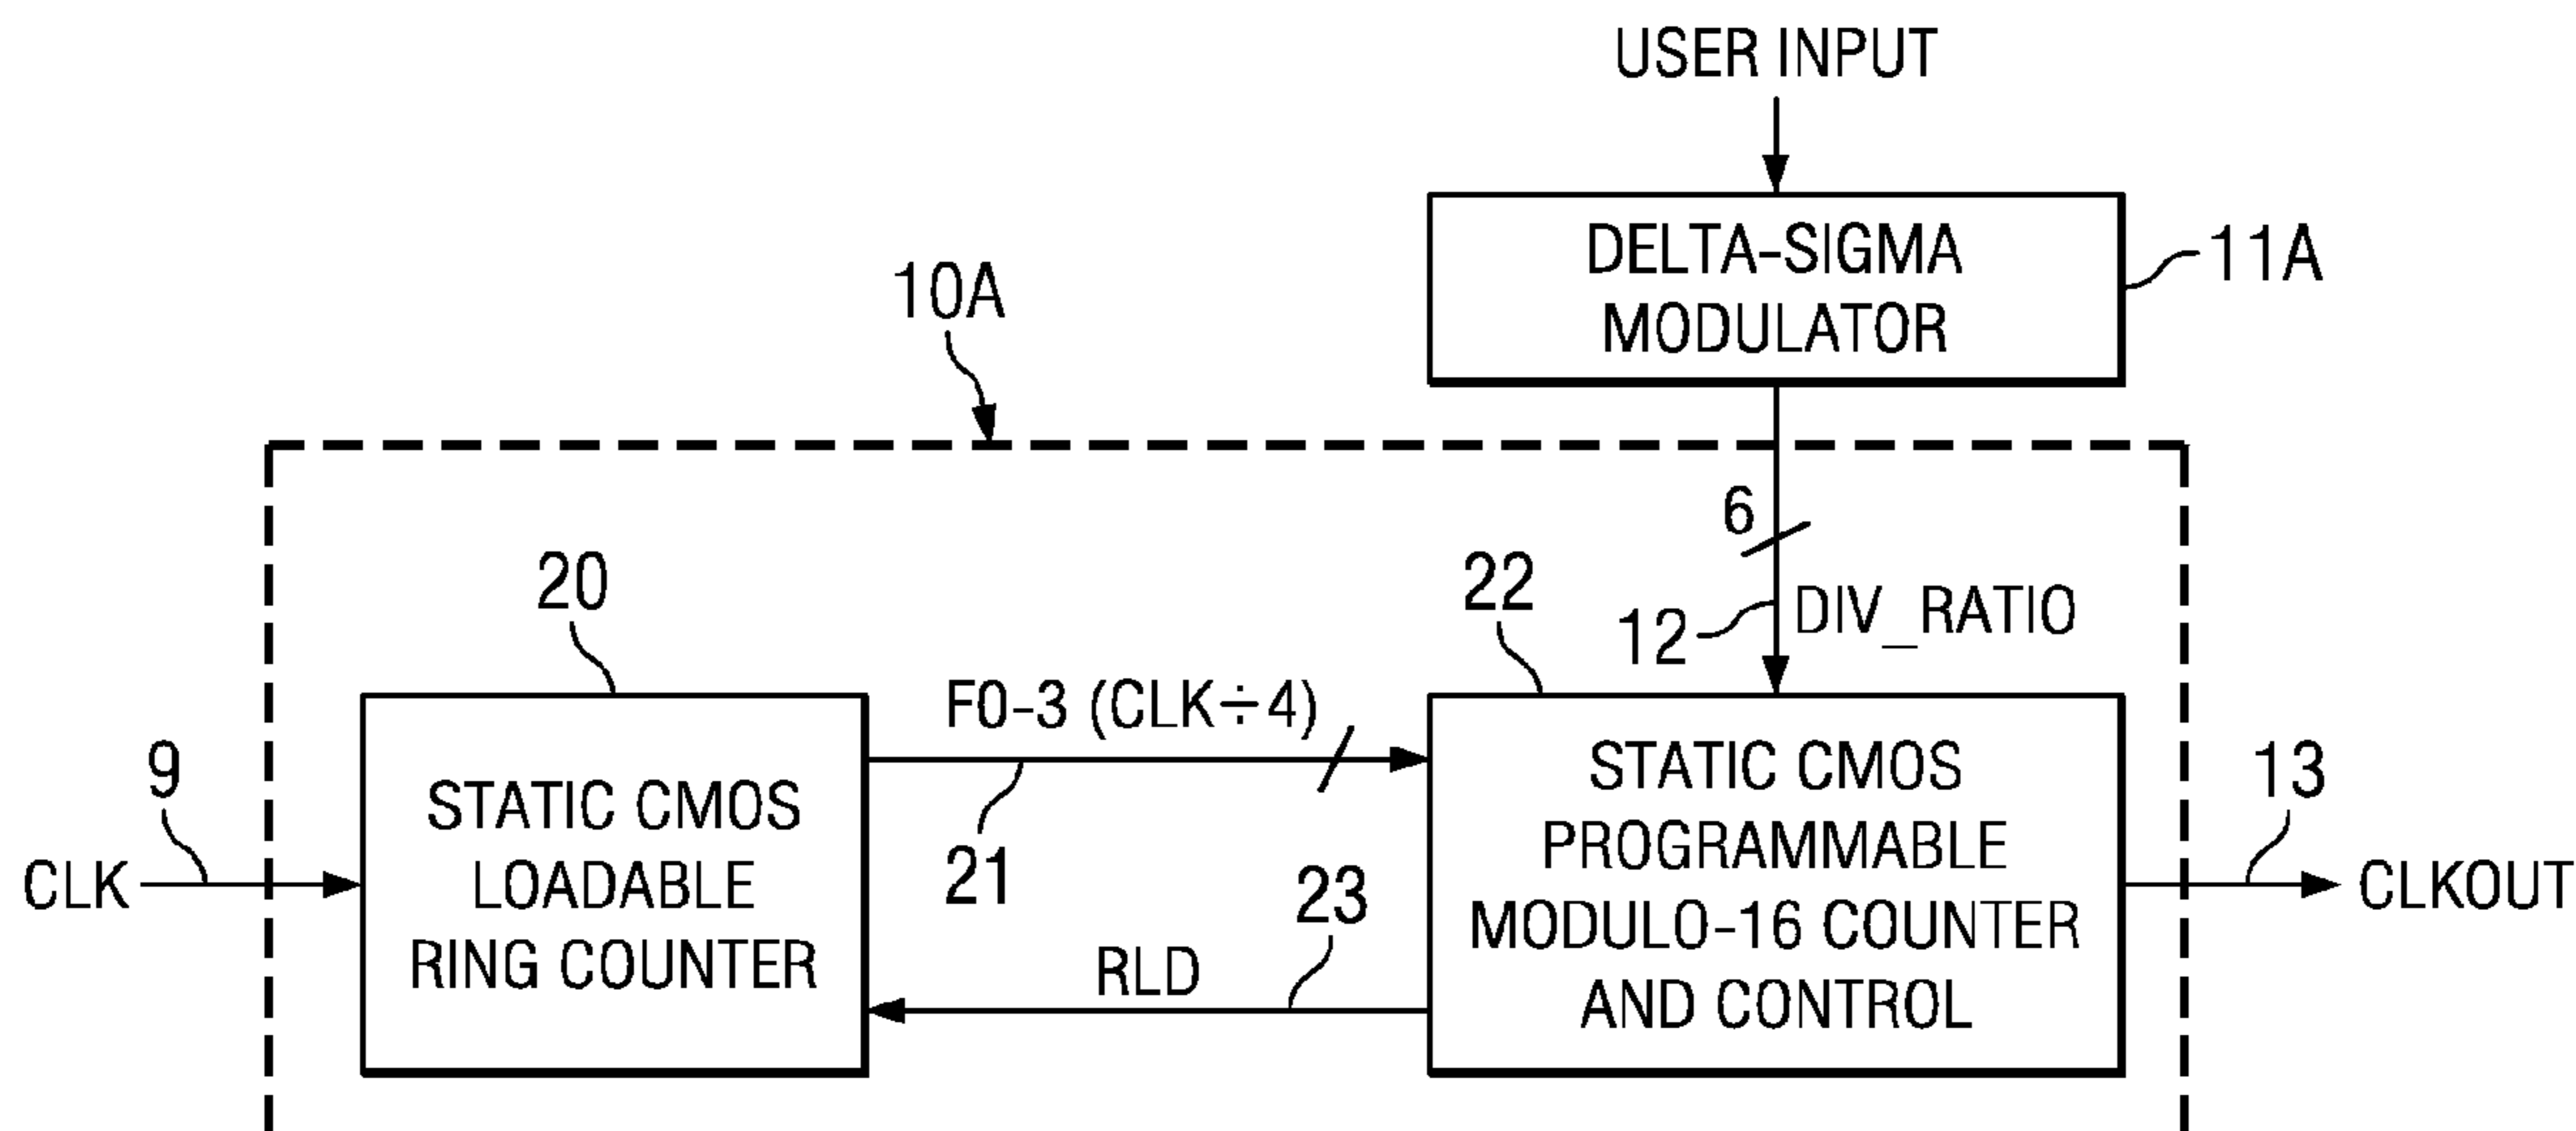 USER INPUT
DELTA-SIGMA
MODULATOR
11A
10A
6
12
DIV_RATIO
20
22
F0-3 (CLK÷4)
21
9
CLK
STATIC CMOS
LOADABLE
RING COUNTER
RLD
23
STATIC CMOS
PROGRAMMABLE
MODULO-16 COUNTER
AND CONTROL
13
CLKOUT